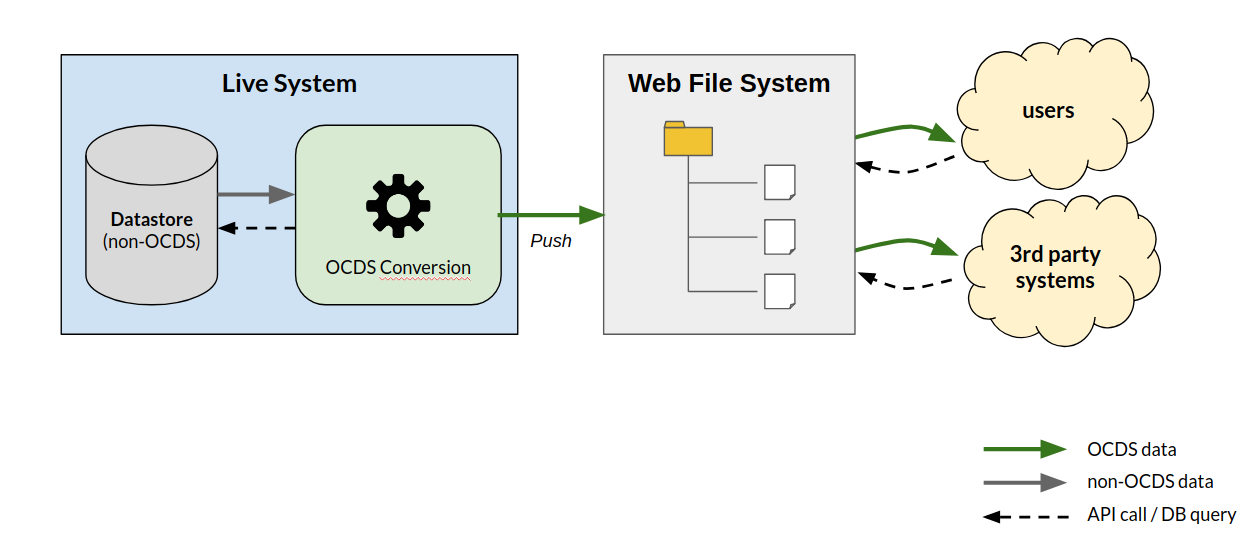 Live System
Web File System
users
Datastore
(non-OCDS)
OCDS Conversion
Push
3rd party
systems
OCDS data
non-OCDS data
API call / DB query